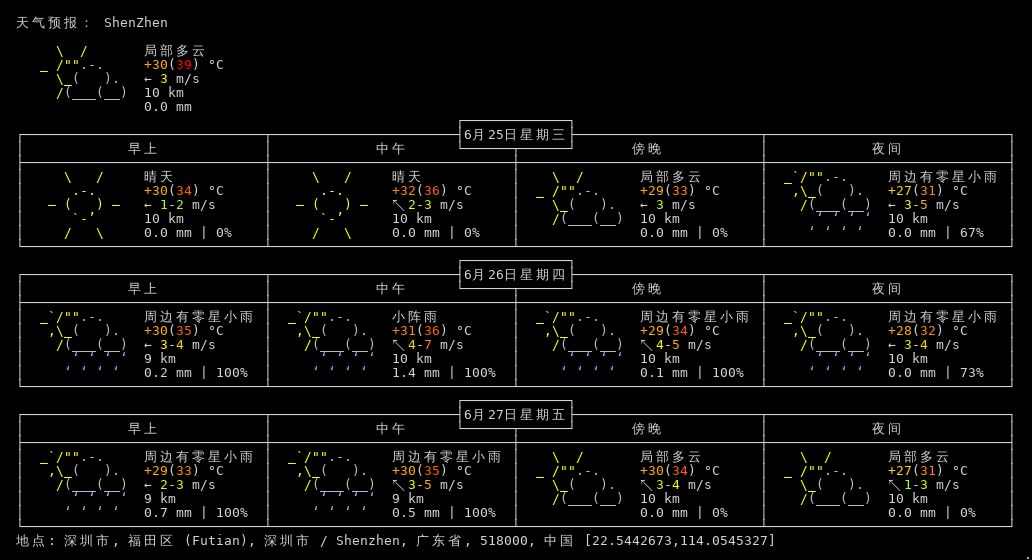 天气预报： ShenZhen
局部多云
+30(39) °C
← 3 m/s
10 km
0.0 mm
6月25日星期三
早上 中午 傍晚 夜间
晴天 晴天 局部多云 周边有零星小雨
+30(34) °C +32(36) °C +29(33) °C +27(31) °C
← 1-2 m/s ↖ 2-3 m/s ← 3 m/s ← 3-5 m/s
10 km 10 km 10 km 10 km
0.0 mm | 0% 0.0 mm | 0% 0.0 mm | 0% 0.0 mm | 67%
6月26日星期四
早上 中午 傍晚 夜间
周边有零星小雨 小阵雨 周边有零星小雨 周边有零星小雨
+30(35) °C +31(36) °C +29(34) °C +28(32) °C
← 3-4 m/s ↖ 4-7 m/s ↖ 4-5 m/s ← 3-4 m/s
9 km 10 km 10 km 10 km
0.2 mm | 100% 1.4 mm | 100% 0.1 mm | 100% 0.0 mm | 73%
6月27日星期五
早上 中午 傍晚 夜间
周边有零星小雨 周边有零星小雨 局部多云 局部多云
+29(33) °C +30(35) °C +30(34) °C +27(31) °C
← 2-3 m/s ↖ 3-5 m/s ↖ 3-4 m/s ↖ 1-3 m/s
9 km 9 km 10 km 10 km
0.7 mm | 100% 0.5 mm | 100% 0.0 mm | 0% 0.0 mm | 0%
地点: 深圳市, 福田区 (Futian), 深圳市 / Shenzhen, 广东省, 518000, 中国 [22.5442673,114.0545327]